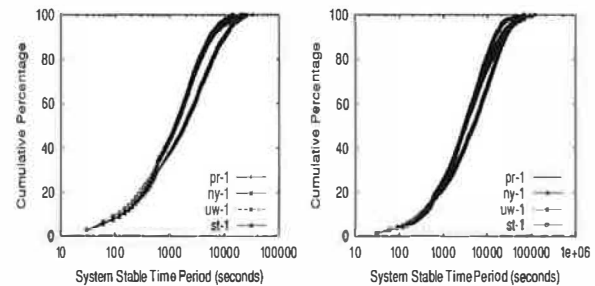 100
80
60
40
20
0
Cumulative Percentage
pr-1
ny-1
uw-1
st-1
10 100 1000 10000 100000
System Stable Time Period (seconds)
100
80
60
40
20
0
Cumulative Percentage
pr-1
ny-1
uw-1
st-1
10 100 1000 10000 100000 1e+06
System Stable Time Period (seconds)